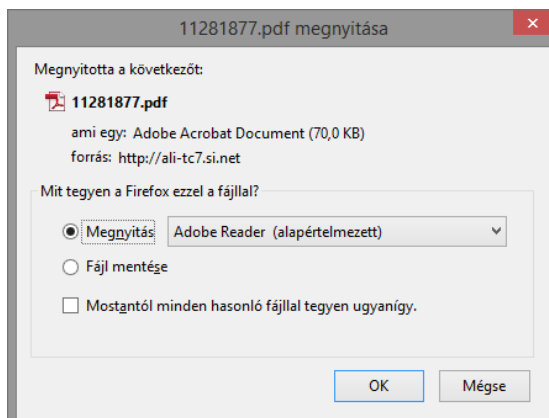 11281877.pdf megnyitása
Megnyitotta a következőt:
11281877.pdf
ami egy: Adobe Acrobat Document (70,0 KB)
forrás: http://ali-tc7.si.net
Mit tegyen a Firefox ezzel a fájllal?
Megnyitás Adobe Reader (alapértelmezett)
Fájl mentése
Mostantól minden hasonló fájllal tegyen ugyanígy.
OK Mégse